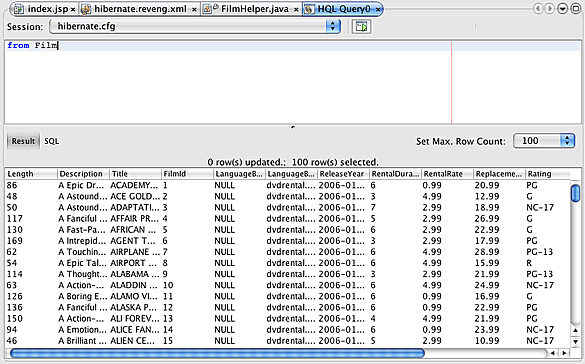 index.jsp × hibernate.reveng.xml × FilmHelper.java × HQL Query0 ×
Session: hibernate.cfg
from Film
Result SQL Set Max. Row Count: 100
0 row(s) updated.; 100 row(s) selected.
Length Description Title FilmId LanguageB... LanguageB... ReleaseYear RentalDura... RentalRate Replaceme... Rating
86 A Epic Dr... ACADEMY... 1 NULL dvdrental.... 2006-01... 6 0.99 20.99 PG
48 A Astound... ACE GOLD... 2 NULL dvdrental.... 2006-01... 3 4.99 12.99 G
50 A Astound... ADAPTATI... 3 NULL dvdrental.... 2006-01... 7 2.99 18.99 NC-17
117 A Fanciful ... AFFAIR PR... 4 NULL dvdrental.... 2006-01... 5 2.99 26.99 G
130 A Fast-Pa... AFRICAN ... 5 NULL dvdrental.... 2006-01... 6 2.99 22.99 G
169 A Intrepid... AGENT T... 6 NULL dvdrental.... 2006-01... 3 2.99 17.99 PG
62 A Touchin... AIRPLANE ... 7 NULL dvdrental.... 2006-01... 6 4.99 28.99 PG-13
54 A Epic Tal... AIRPORT ... 8 NULL dvdrental.... 2006-01... 6 4.99 15.99 R
114 A Thought... ALABAMA ... 9 NULL dvdrental.... 2006-01... 3 2.99 21.99 PG-13
63 A Action-... ALADDIN ... 10 NULL dvdrental.... 2006-01... 6 4.99 24.99 NC-17
126 A Boring E... ALAMO VI... 11 NULL dvdrental.... 2006-01... 6 0.99 16.99 G
136 A Fanciful ... ALASKA P... 12 NULL dvdrental.... 2006-01... 6 0.99 22.99 PG
150 A Action-... ALI FOREV... 13 NULL dvdrental.... 2006-01... 4 4.99 21.99 PG
94 A Emotion... ALICE FAN... 14 NULL dvdrental.... 2006-01... 6 0.99 23.99 NC-17
46 A Brilliant ... ALIEN CE... 15 NULL dvdrental.... 2006-01... 5 2.99 10.99 NC-17